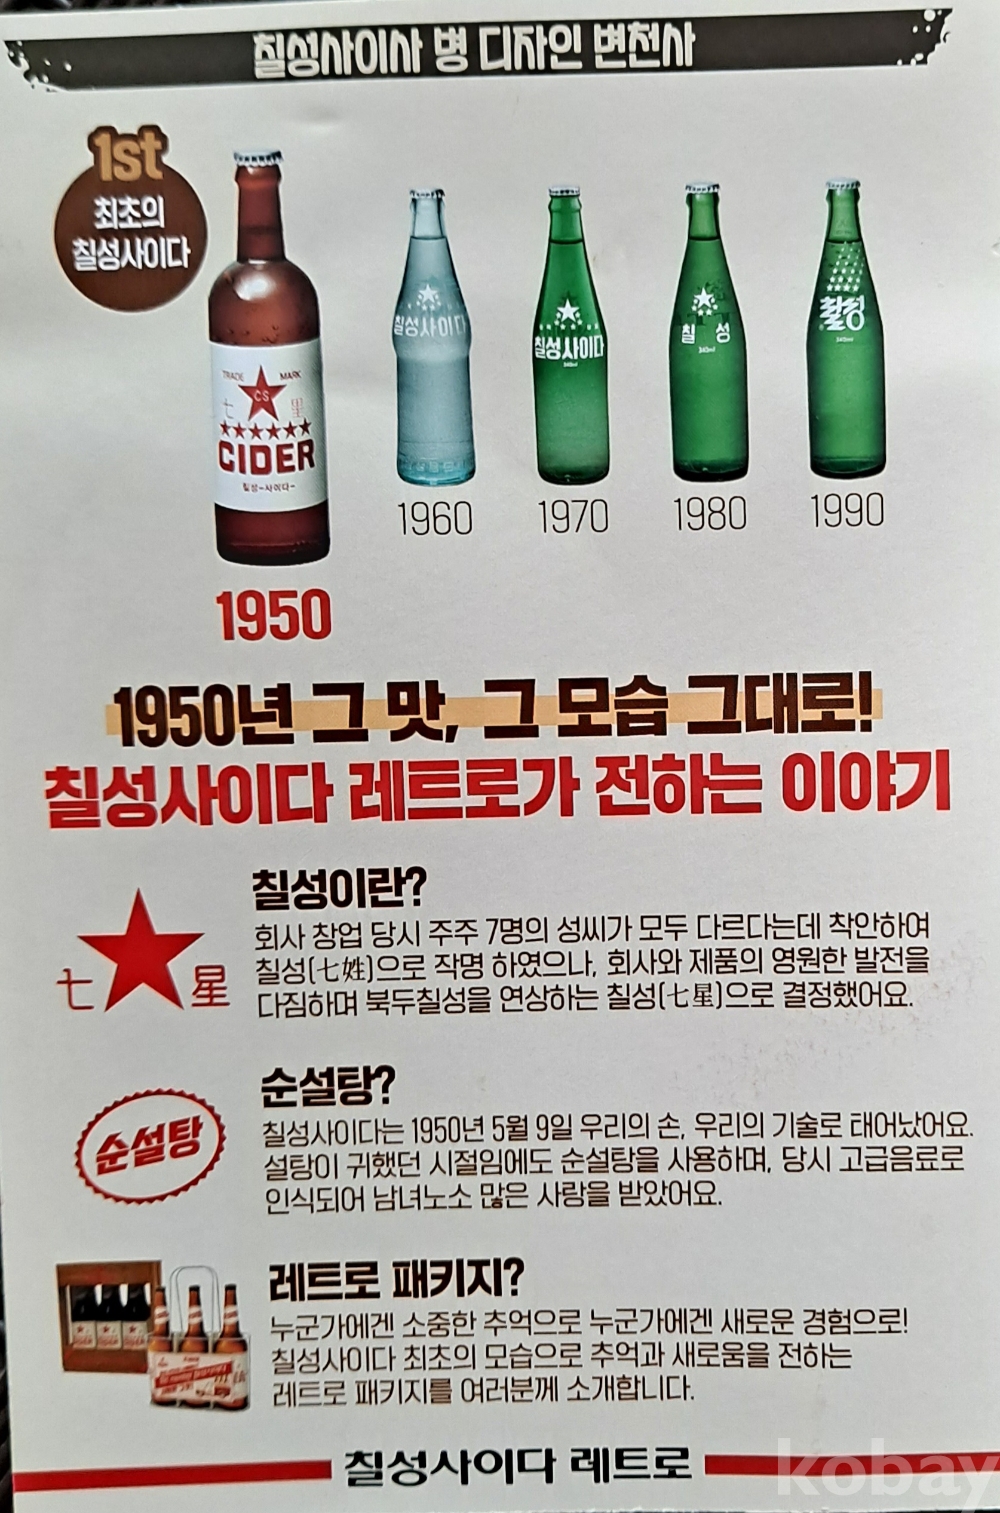 칠성사이사 병 디자인 변천사
1st
최초의
칠성사이다
TRADE MARK
CS
七 星
CIDER
칠성-사이다-
칠성사이다
칠성사이다
340ml
칠 성
340ml
칠성
340ml
1950
1960
1970
1980
1990
1950년 그 맛, 그 모습 그대로!
칠성사이다 레트로가 전하는 이야기
七 星
칠성이란?
회사 창업 당시 주주 7명의 성씨가 모두 다르다는데 착안하여
칠성(七姓)으로 작명 하였으나, 회사와 제품의 영원한 발전을
다짐하며 북두칠성을 연상하는 칠성(七星)으로 결정했어요.
순설탕
순설탕?
칠성사이다는 1950년 5월 9일 우리의 손, 우리의 기술로 태어났어요.
설탕이 귀했던 시절임에도 순설탕을 사용하며, 당시 고급음료로
인식되어 남녀노소 많은 사랑을 받았어요.
레트로 패키지?
누군가에겐 소중한 추억으로 누군가에겐 새로운 경험으로!
칠성사이다 최초의 모습으로 추억과 새로움을 전하는
레트로 패키지를 여러분께 소개합니다.
칠성사이다 레트로
kobay